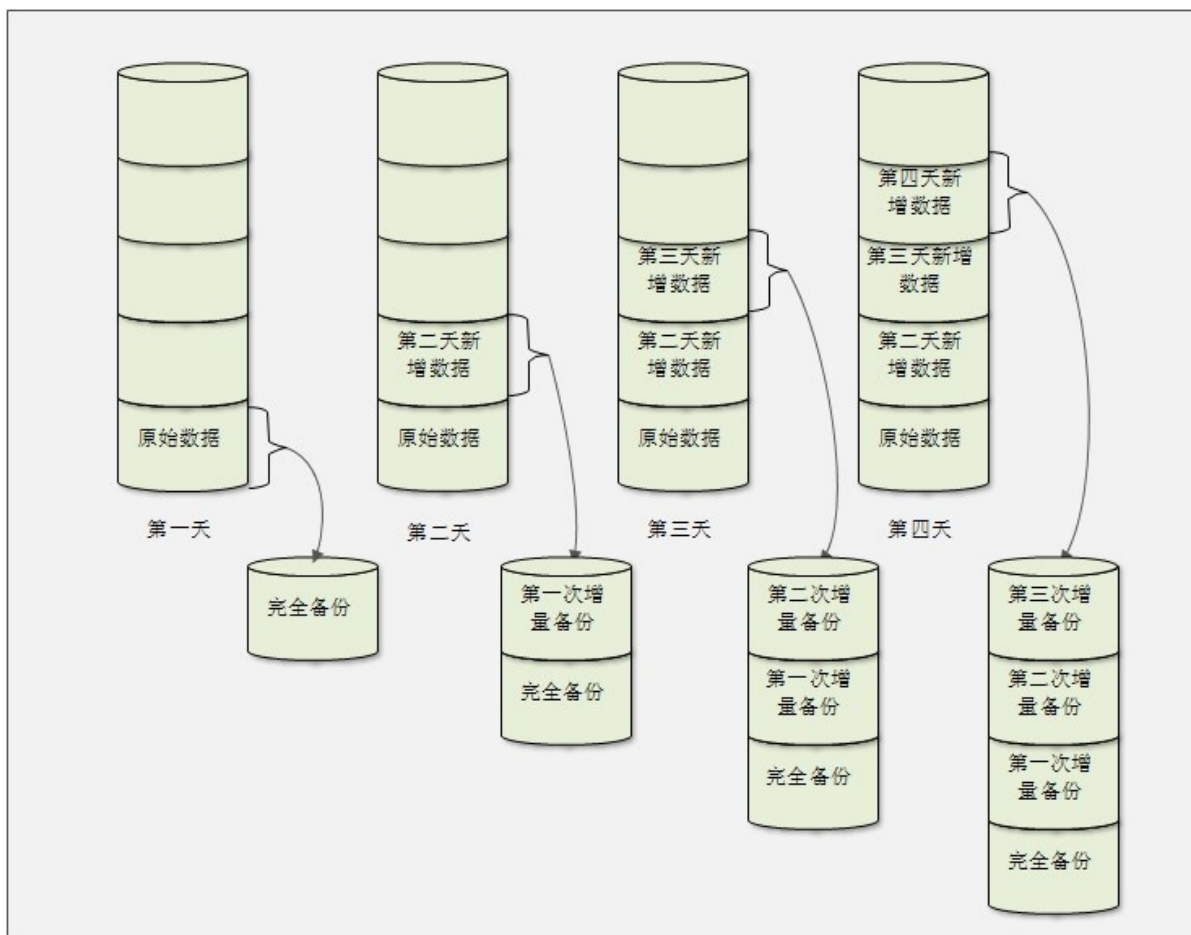 第四天新
增数据
第三天新
增数据
第三天新增
数据
第二天新
增数据
第二天新
增数据
第二天新
增数据
原始数据
原始数据
原始数据
原始数据
第一天
第二天
第三天
第四天
完全备份
第一次增
量备份
完全备份
第二次增
量备份
第一次增
量备份
完全备份
第三次增
量备份
第二次增
量备份
第一次增
量备份
完全备份